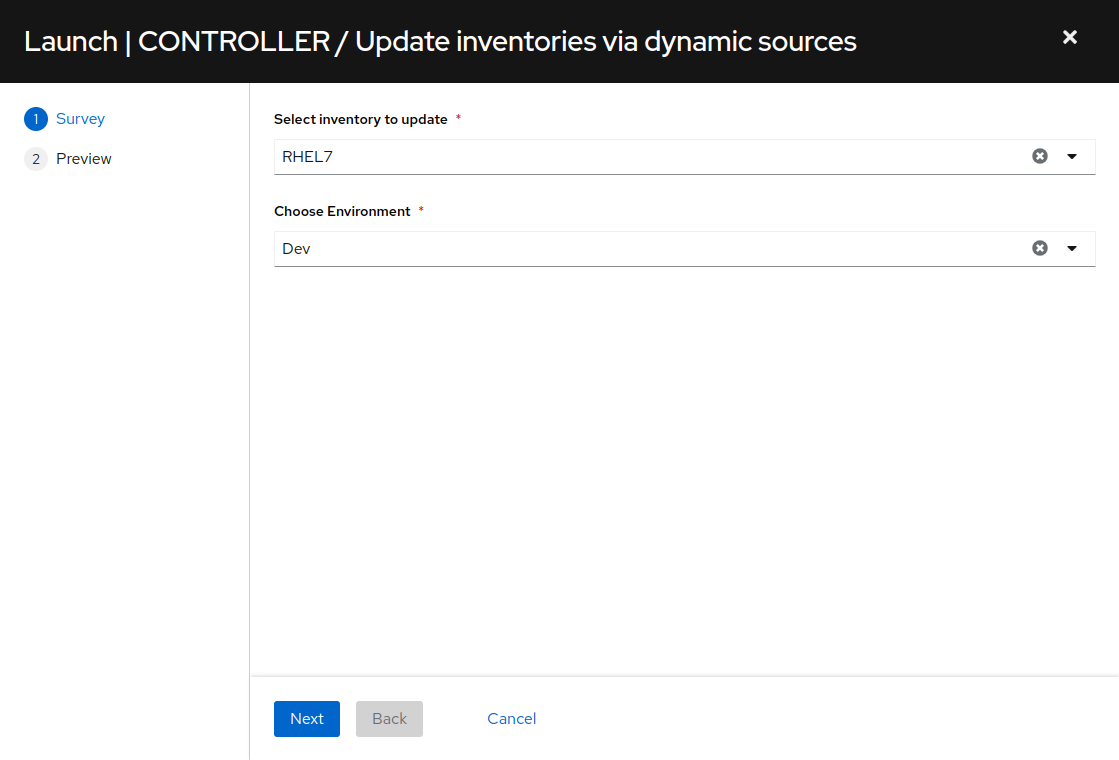 Launch | CONTROLLER / Update inventories via dynamic sources
1 Survey
2 Preview
Select inventory to update *
RHEL7
Choose Environment *
Dev
Next Back Cancel